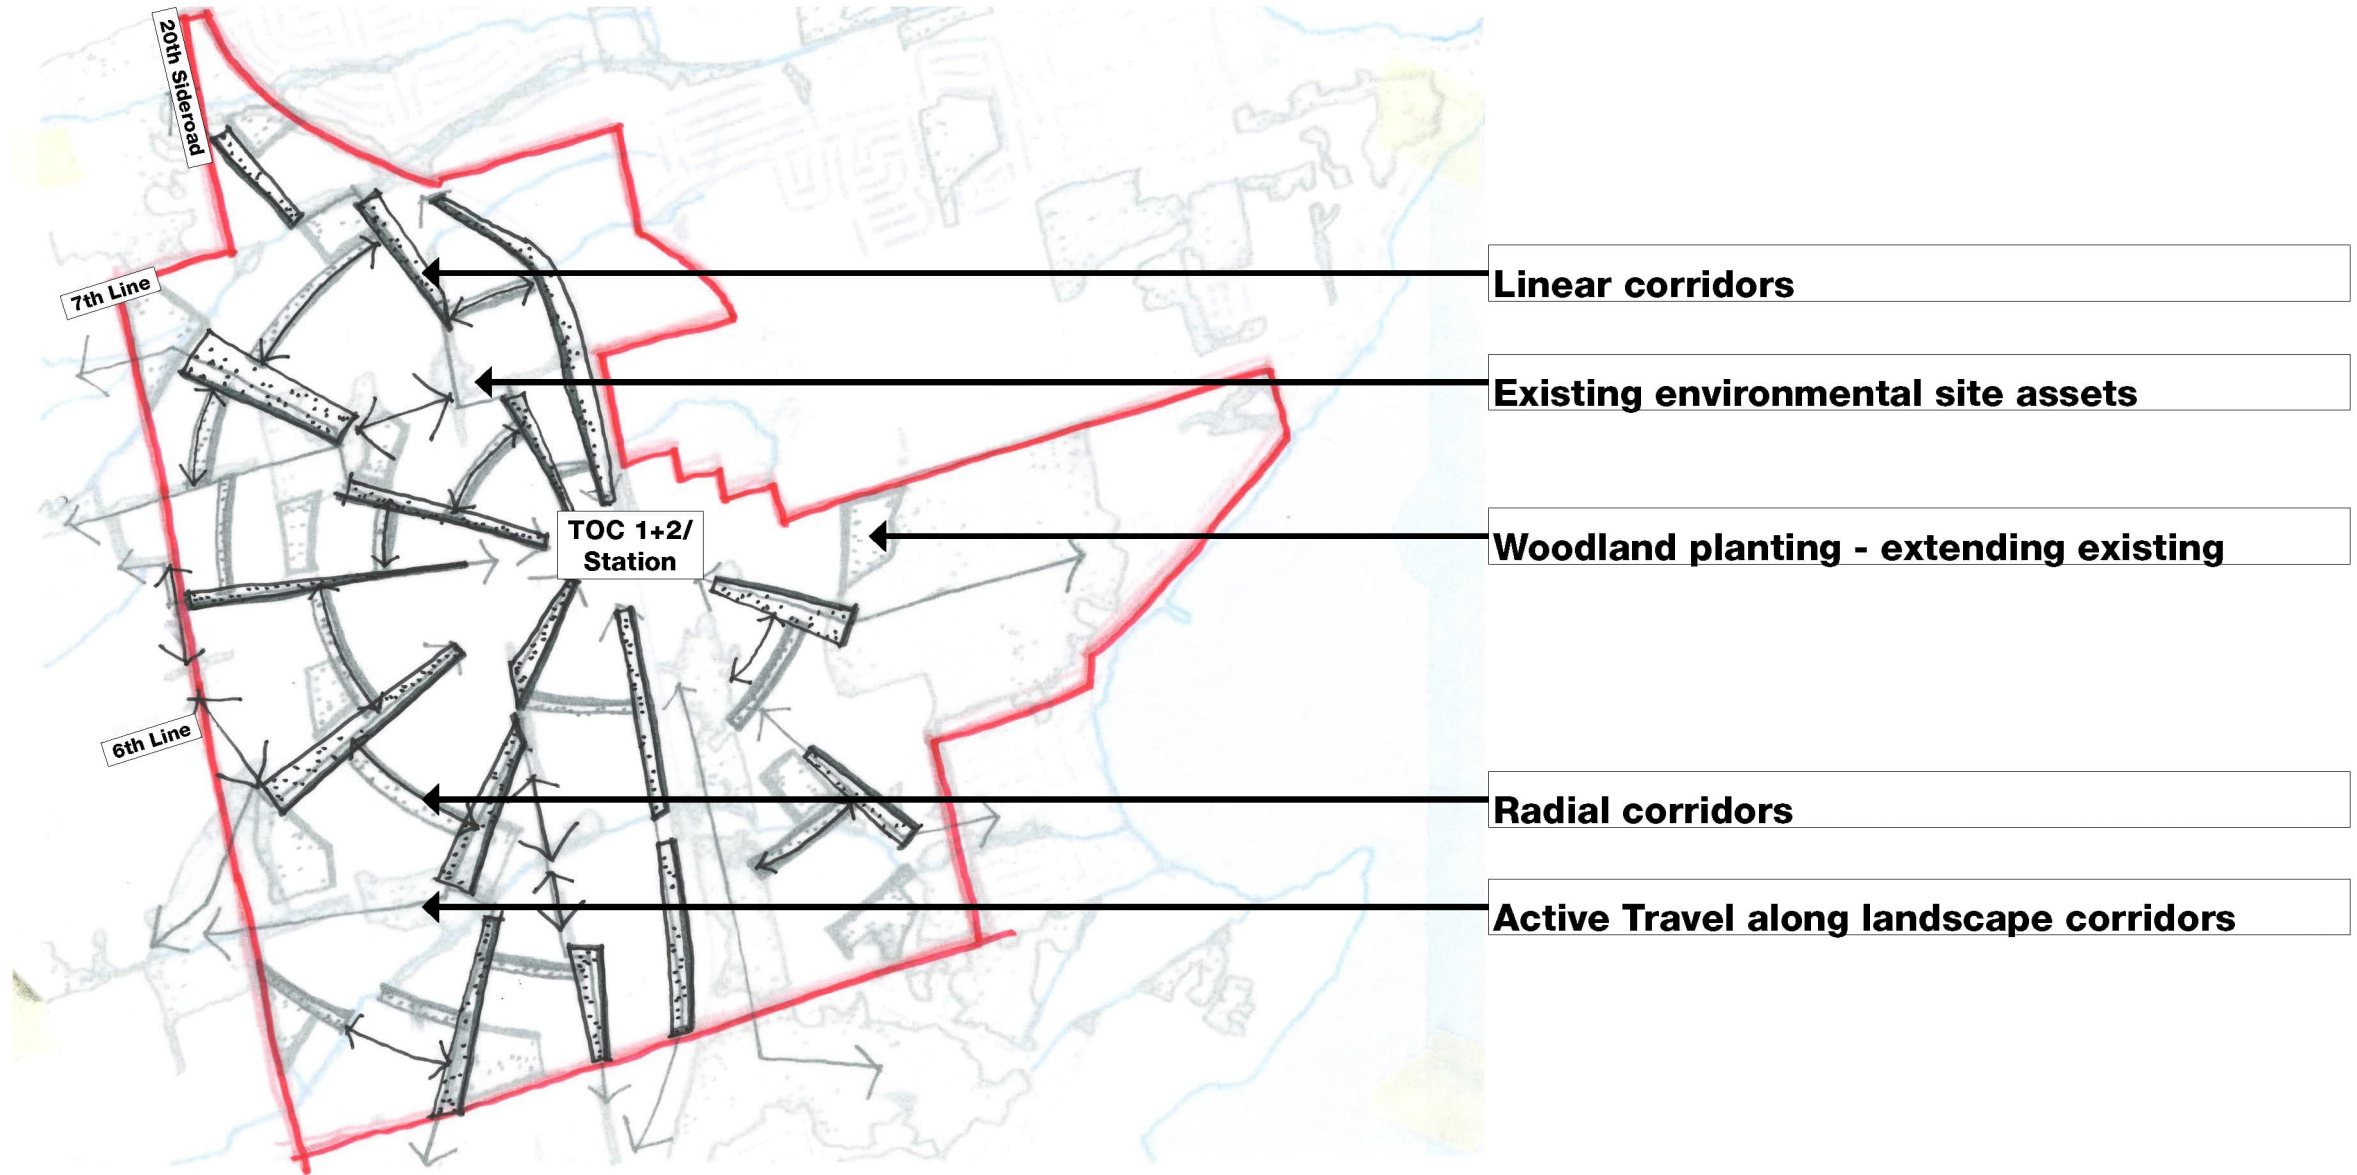 20th Sideroad
7th Line
TOC 1+2/
Station
6th Line
Linear corridors
Existing environmental site assets
Woodland planting - extending existing
Radial corridors
Active Travel along landscape corridors